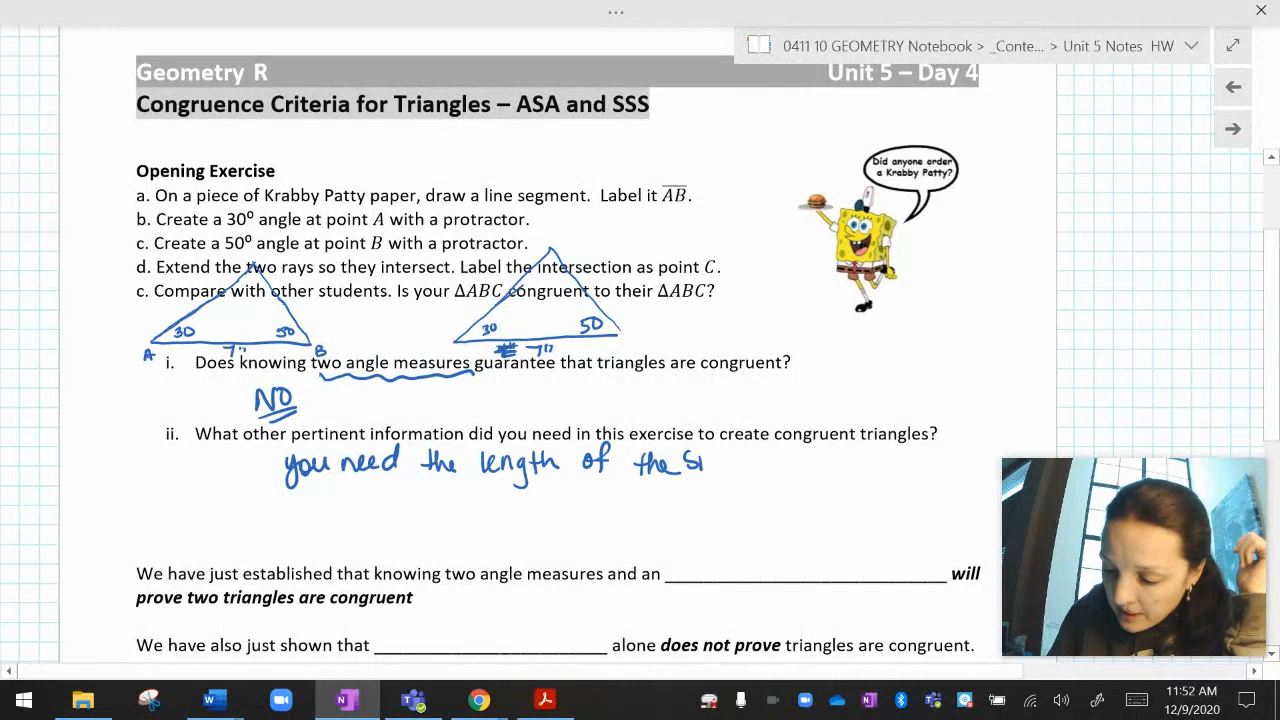 0411 10 GEOMETRY Notebook > _Conte... > Unit 5 Notes HW
Geometry R Unit 5 – Day 4
Congruence Criteria for Triangles – ASA and SSS
Opening Exercise
Did anyone order
a Krabby Patty?
a. On a piece of Krabby Patty paper, draw a line segment. Label it AB.
b. Create a 30⁰ angle at point A with a protractor.
c. Create a 50⁰ angle at point B with a protractor.
d. Extend the two rays so they intersect. Label the intersection as point C.
c. Compare with other students. Is your ΔABC congruent to their ΔABC?
30 50 30 50
A 7" B 7"
i. Does knowing two angle measures guarantee that triangles are congruent?
NO
ii. What other pertinent information did you need in this exercise to create congruent triangles?
you need the length of the si
We have just established that knowing two angle measures and an ______________________________ will
prove two triangles are congruent
We have also just shown that _________________________ alone does not prove triangles are congruent.
11:52 AM
12/9/2020